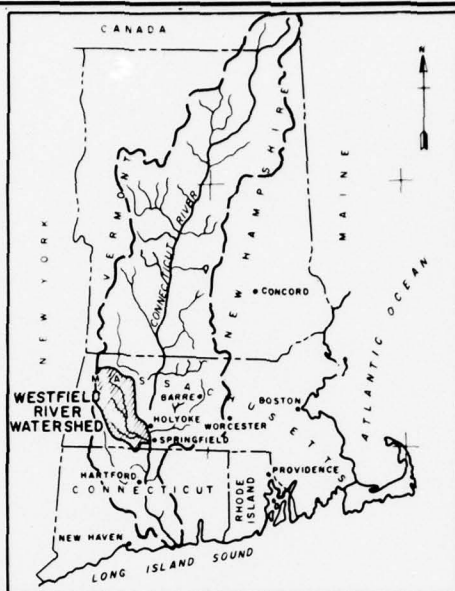 CANADA
N
VERMONT
NEW HAMPSHIRE
MAINE
CONNECTICUT RIVER
NEW YORK
CONCORD
ATLANTIC OCEAN
MASSACHUSETTS
BARRE
BOSTON
WESTFIELD
RIVER
WATERSHED
HOLYOKE
WORCESTER
SPRINGFIELD
HARTFORD
PROVIDENCE
CONNECTICUT
RHODE
ISLAND
NEW HAVEN
LONG ISLAND SOUND